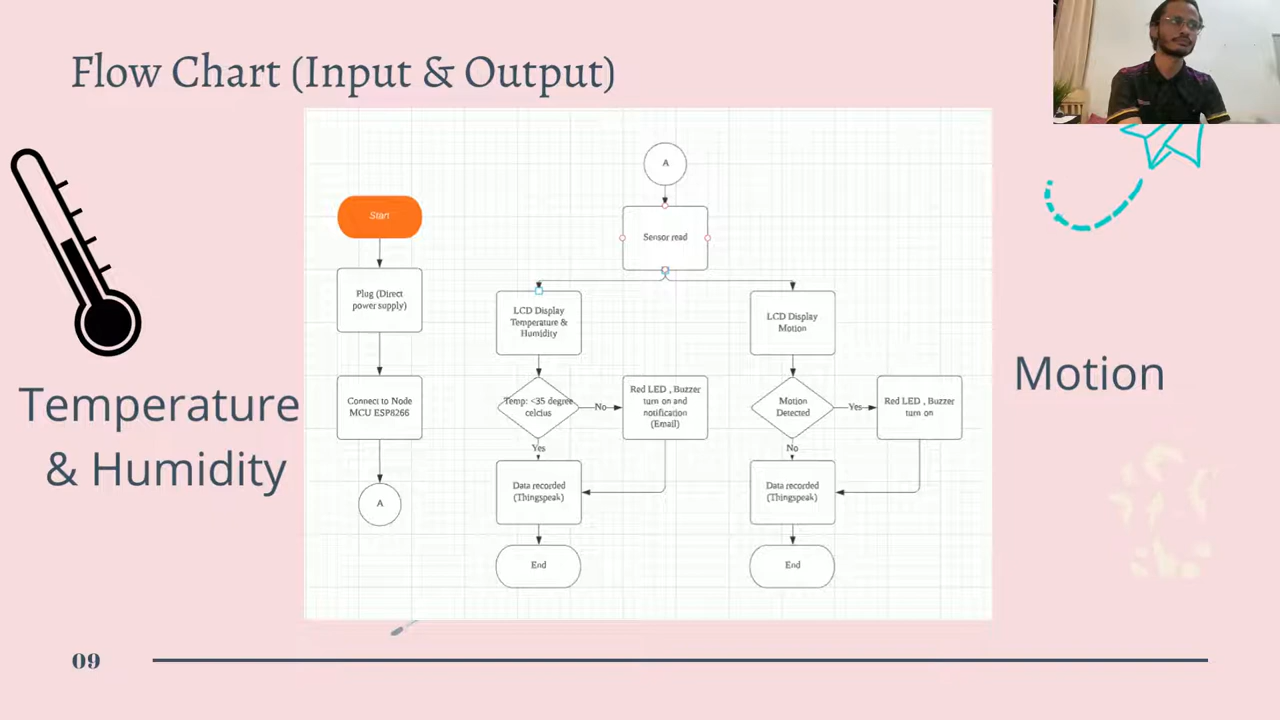 Flow Chart (Input & Output)
Temperature
& Humidity
Start
Plug (Direct
power supply)
Connect to Node
MCU ESP8266
A
A
Sensor read
LCD Display
Temperature &
Humidity
Temp: <35 degree
celcius
No
Yes
Red LED , Buzzer
turn on and
notification
(Email)
Data recorded
(Thingspeak)
End
LCD Display
Motion
Motion
Detected
Yes
No
Red LED , Buzzer
turn on
Data recorded
(Thingspeak)
End
Motion
09